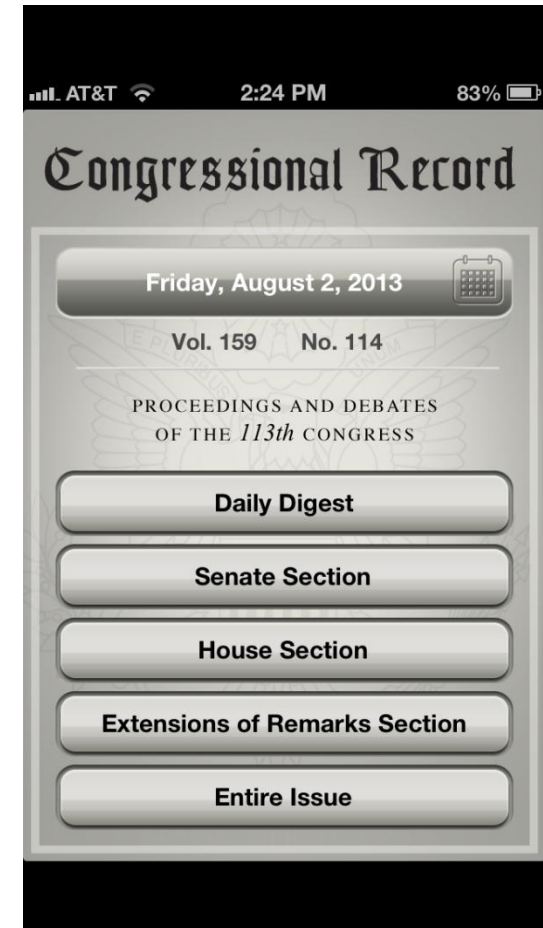 AT&T 2:24 PM 83%
Congressional Record
Friday, August 2, 2013
Vol. 159 No. 114
PROCEEDINGS AND DEBATES
OF THE 113th CONGRESS
Daily Digest
Senate Section
House Section
Extensions of Remarks Section
Entire Issue